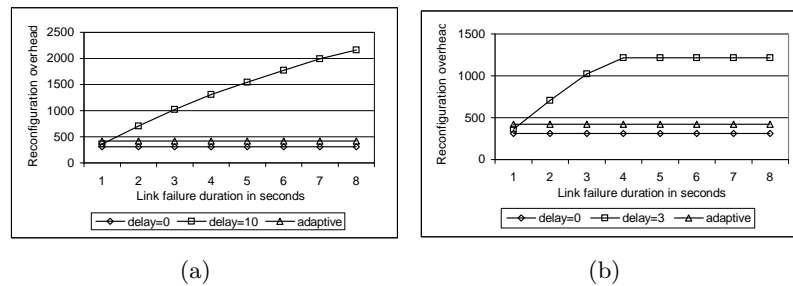 Reconfiguration overhead
2500
2000
1500
1000
500
0
1 2 3 4 5 6 7 8
Link failure duration in seconds
delay=0 delay=10 adaptive
(a)
Reconfiguration overheac
1500
1000
500
0
1 2 3 4 5 6 7 8
Link failure duration in seconds
delay=0 delay=3 adaptive
(b)